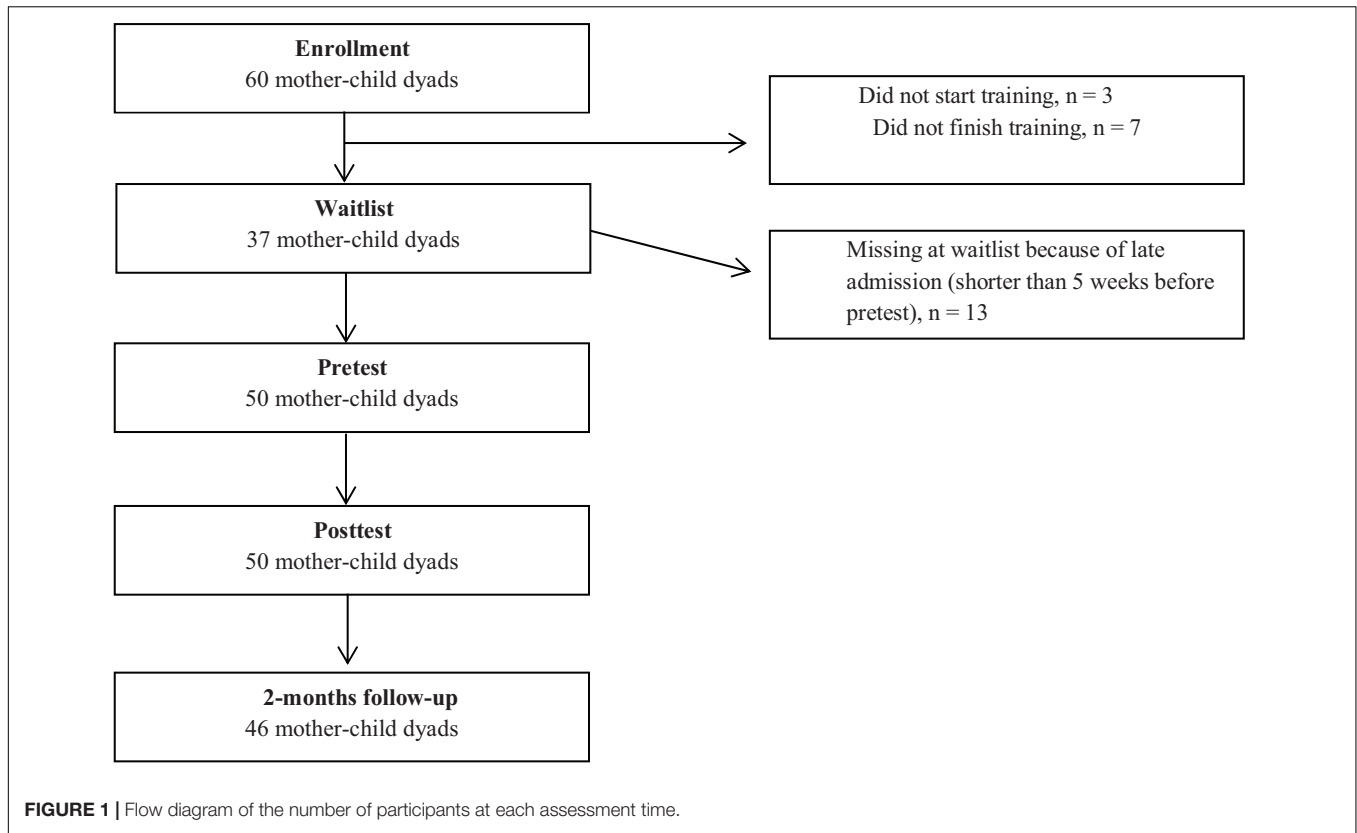 Enrollment
60 mother-child dyads
Did not start training, n = 3
Did not finish training, n = 7
Waitlist
37 mother-child dyads
Missing at waitlist because of late
admission (shorter than 5 weeks before
pretest), n = 13
Pretest
50 mother-child dyads
Posttest
50 mother-child dyads
2-months follow-up
46 mother-child dyads
FIGURE 1 | Flow diagram of the number of participants at each assessment time.